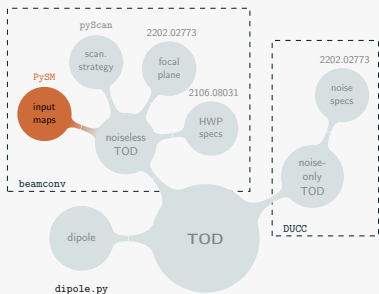 pyScan
scan.
strategy
2202.02773
focal
plane
PySM
input
maps
2106.08031
HWP
specs
noiseless
TOD
beamconv
2202.02773
noise
specs
noise-
only
TOD
DUCC
dipole
TOD
dipole.py